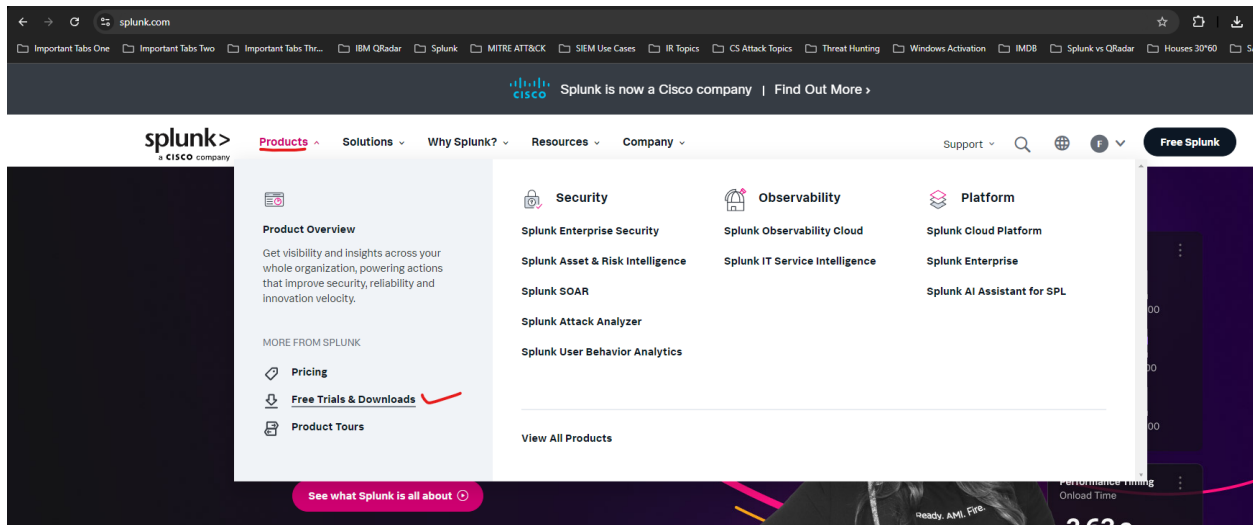 splunk.com
Important Tabs One Important Tabs Two Important Tabs Thr... IBM QRadar Splunk MITRE ATT&CK SIEM Use Cases IR Topics CS Attack Topics Threat Hunting Windows Activation IMDB Splunk vs QRadar Houses 30*60
CISCO Splunk is now a Cisco company | Find Out More ›
splunk> Products Solutions Why Splunk? Resources Company Support F Free Splunk
a CISCO company
Security Observability Platform
Product Overview Splunk Enterprise Security Splunk Observability Cloud Splunk Cloud Platform
Get visibility and insights across your
whole organization, powering actions
that improve security, reliability and
innovation velocity.
Splunk Asset & Risk Intelligence Splunk IT Service Intelligence Splunk Enterprise
Splunk SOAR Splunk AI Assistant for SPL
Splunk Attack Analyzer
Splunk User Behavior Analytics
MORE FROM SPLUNK
Pricing
Free Trials & Downloads
Product Tours
View All Products
See what Splunk is all about
Ready. AMI. Fire.
Performance Timing
Onload Time